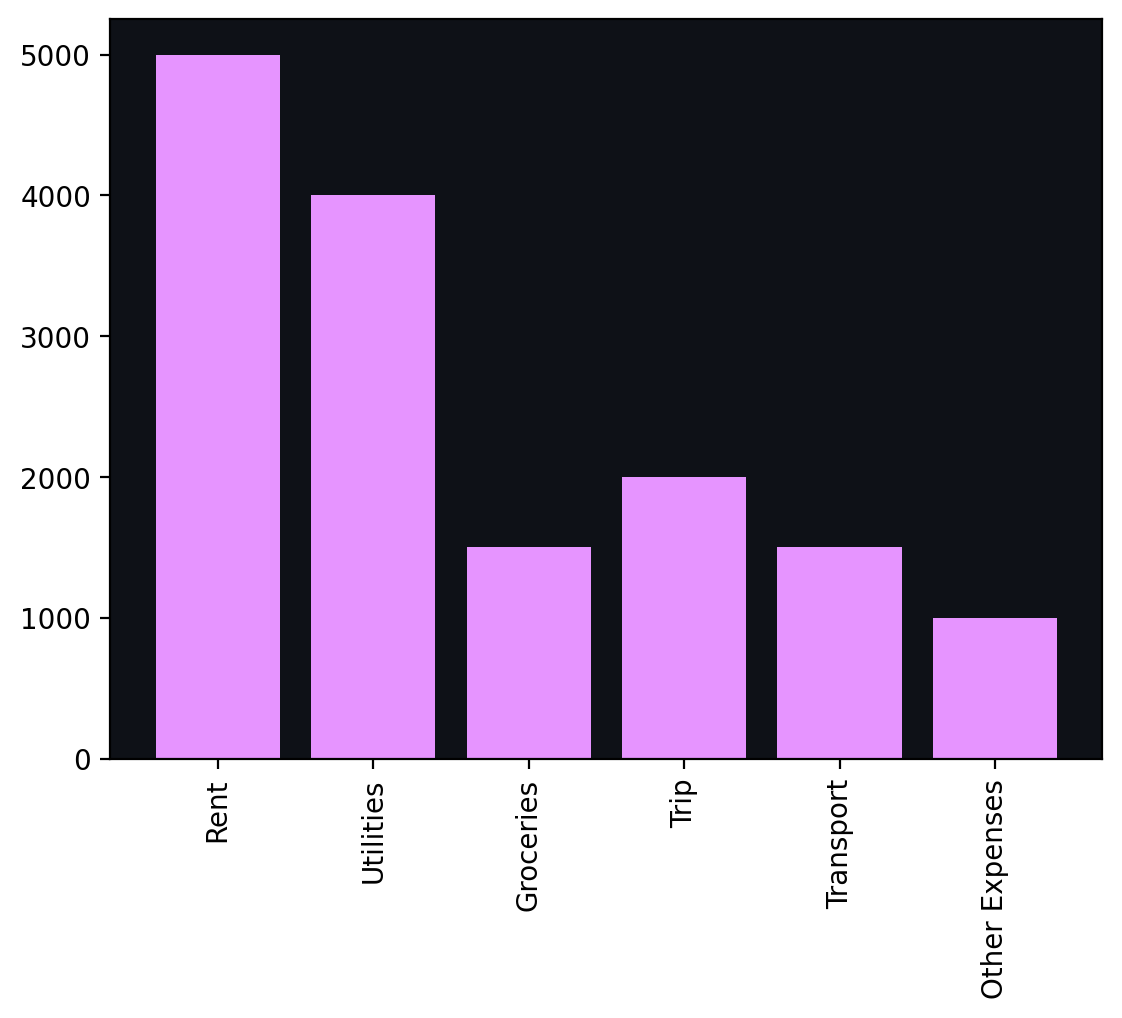 5000
4000
3000
2000
1000
0
Rent
Utilities
Groceries
Trip
Transport
Other Expenses